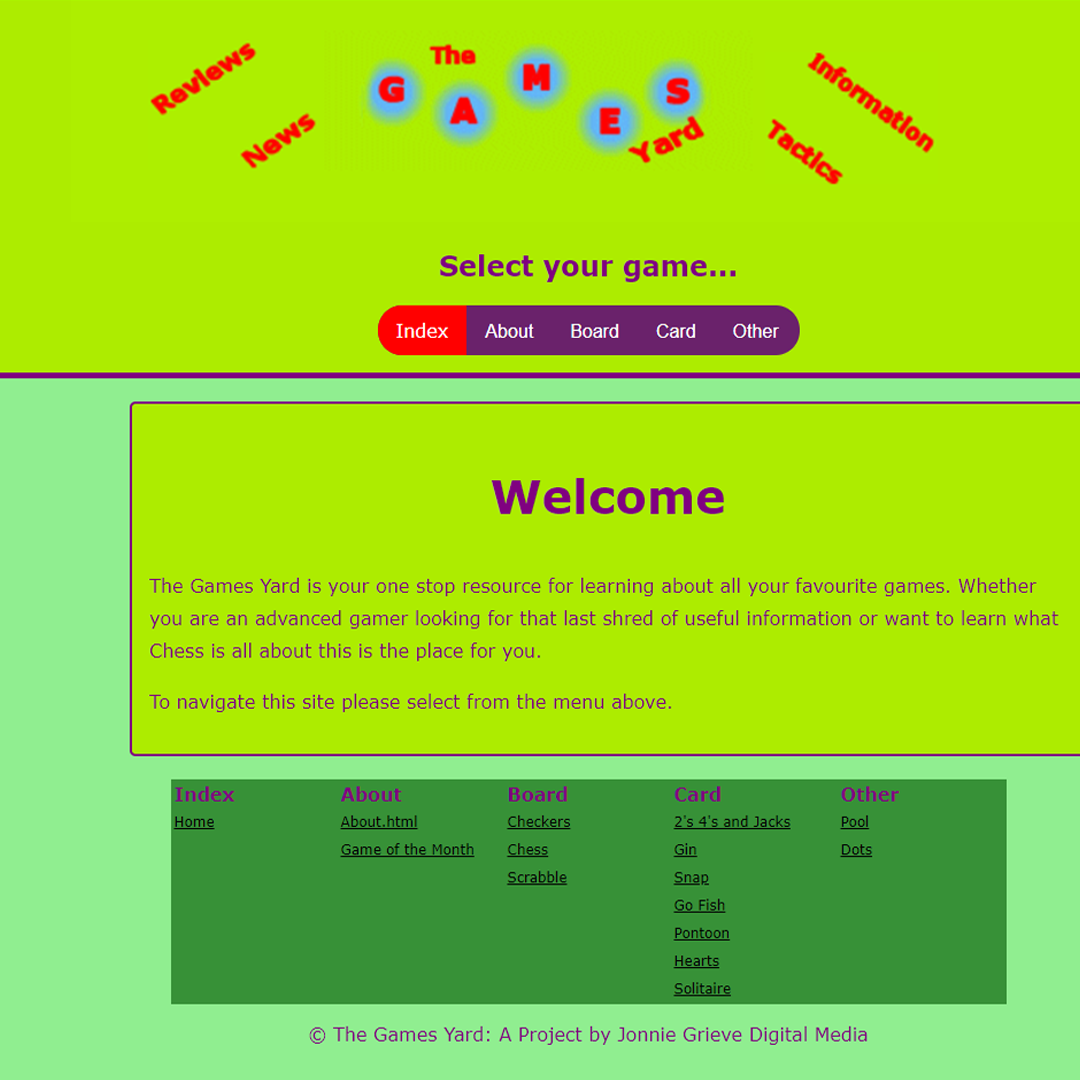 Reviews
News
The
GAMES
Yard
Information
Tactics
Select your game...
Index About Board Card Other
Welcome
The Games Yard is your one stop resource for learning about all your favourite games. Whether
you are an advanced gamer looking for that last shred of useful information or want to learn what
Chess is all about this is the place for you.
To navigate this site please select from the menu above.
Index
Home
About
About.html
Game of the Month
Board
Checkers
Chess
Scrabble
Card
2's 4's and Jacks
Gin
Snap
Go Fish
Pontoon
Hearts
Solitaire
Other
Pool
Dots
© The Games Yard: A Project by Jonnie Grieve Digital Media